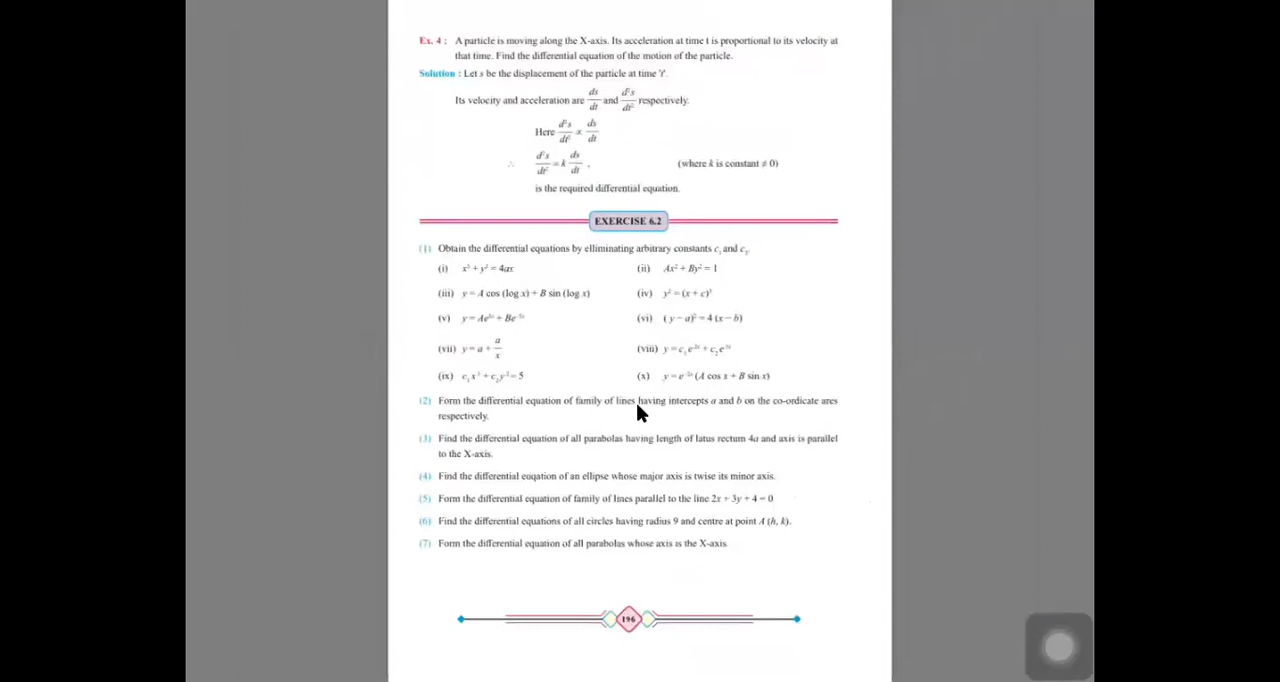 Ex. 4 : A particle is moving along the X-axis. Its acceleration at time t is proportional to its velocity at
that time. Find the differential equation of the motion of the particle.
Solution : Let s be the displacement of the particle at time 't'.
Its velocity and acceleration are ds/dt and d²s/dt² respectively.
Here d²s/dt² ∝ ds/dt
∴ d²s/dt² = k ds/dt , (where k is constant ≠ 0)
is the required differential equation.
EXERCISE 6.2
(1) Obtain the differential equations by elliminating arbitrary constants c₁ and c₂.
(i) x³ + y³ = 4ax (ii) Ax² + By² = 1
(iii) y = A cos (log x) + B sin (log x) (iv) y² = (x + c)³
(v) y = Ae⁵ˣ + Be⁻⁵ˣ (vi) (y − a)² = 4 (x − b)
(vii) y = a + a/x (viii) y = c₁e²ˣ + c₂e⁵ˣ
(ix) c₁x³ + c₂y² = 5 (x) y = e⁻²ˣ (A cos x + B sin x)
(2) Form the differential equation of family of lines having intercepts a and b on the co-ordicate ares
respectively.
(3) Find the differential equation of all parabolas having length of latus rectum 4a and axis is parallel
to the X-axis.
(4) Find the differential euqation of an ellipse whose major axis is twise its minor axis.
(5) Form the differential equation of family of lines parallel to the line 2x + 3y + 4 = 0
(6) Find the differential equations of all circles having radius 9 and centre at point A (h, k).
(7) Form the differential equation of all parabolas whose axis is the X-axis.
196